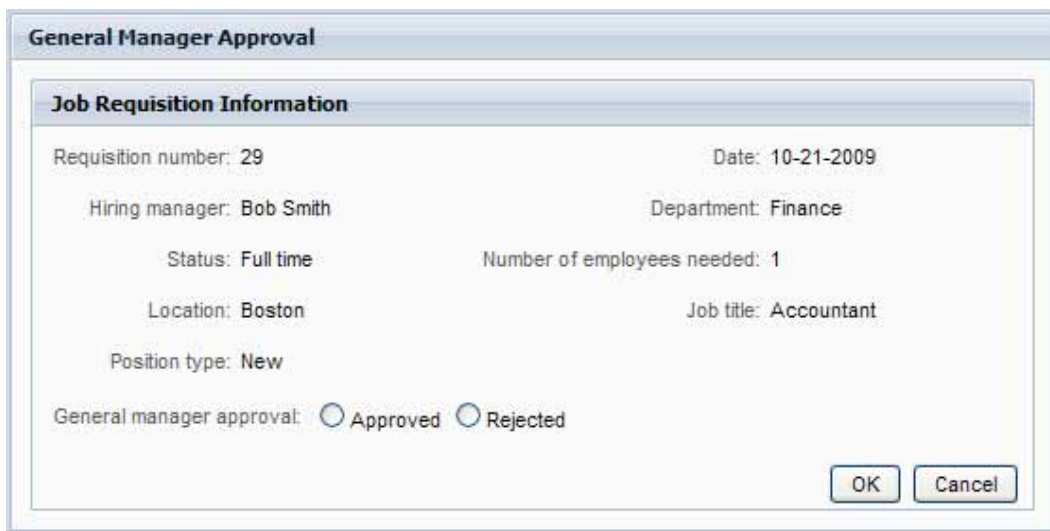 General Manager Approval
Job Requisition Information
Requisition number: 29 Date: 10-21-2009
Hiring manager: Bob Smith Department: Finance
Status: Full time Number of employees needed: 1
Location: Boston Job title: Accountant
Position type: New
General manager approval: Approved Rejected
OK Cancel